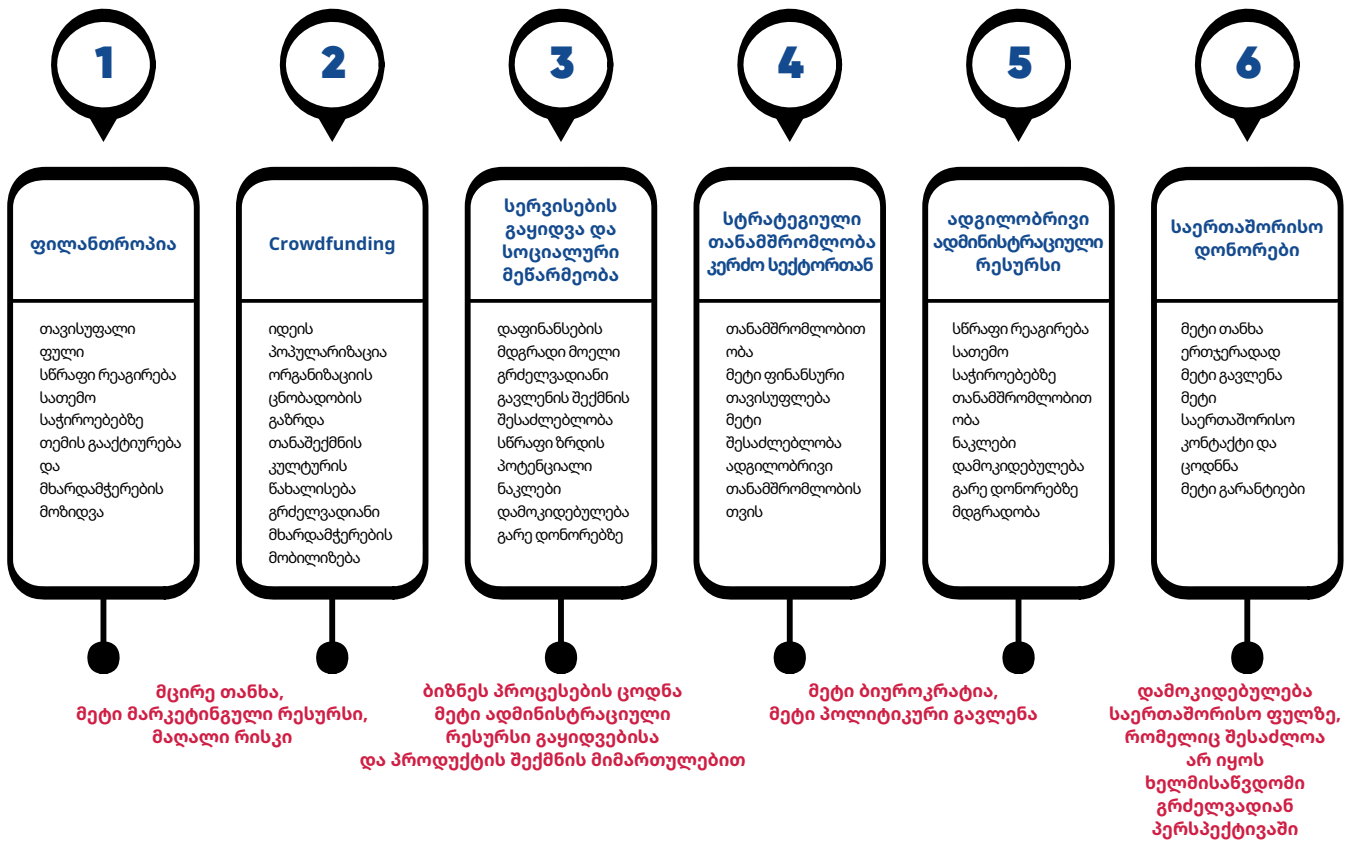 1
2
3
4
5
6
ფილანთროპია
თავისუფალი
ფული
სწრაფი რეაგირება
სათემო
საჭიროებებზე
თემის გააქტიურება
და
მხარდამჭერების
მოზიდვა
Crowdfunding
იდეის
პოპულარიზაცია
ორგანიზაციის
ცნობადობის
გაზრდა
თანაშექმნის
კულტურის
წახალისება
გრძელვადიანი
მხარდამჭერების
მობილიზება
სერვისების
გაყიდვა და
სოციალური
მეწარმეობა
დაფინანსების
მდგრადი მოელი
გრძელვადიანი
გავლენის შექმნის
შესაძლებლობა
სწრაფი ზრდის
პოტენციალი
ნაკლები
დამოკიდებულება
გარე დონორებზე
სტრატეგიული
თანამშრომლობა
კერძო სექტორთან
თანამშრომლობით
ობა
მეტი ფინანსური
თავისუფლება
მეტი
შესაძლებლობა
ადგილობრივი
თანამშრომლობის
თვის
ადგილობრივი
ადმინისტრაციული
რესურსი
სწრაფი რეაგირება
სათემო
საჭიროებებზე
თანამშრომლობით
ობა
ნაკლები
დამოკიდებულება
გარე დონორებზე
მდგრადობა
საერთაშორისო
დონორები
მეტი თანხა
ერთჯერადად
მეტი გავლენა
მეტი
საერთაშორისო
კონტაქტი და
ცოდნნა
მეტი გარანტიები
მცირე თანხა,
მეტი მარკეტინგული რესურსი,
მაღალი რისკი
ბიზნეს პროცესების ცოდნა
მეტი ადმინისტრაციული
რესურსი გაყიდვებისა
და პროდუქტის შექმნის მიმართულებით
მეტი ბიუროკრატია,
მეტი პოლიტიკური გავლენა
დამოკიდებულება
საერთაშორისო ფულზე,
რომელიც შესაძლოა
არ იყოს
ხელმისაწვდომი
გრძელვადიან
პერსპექტივაში